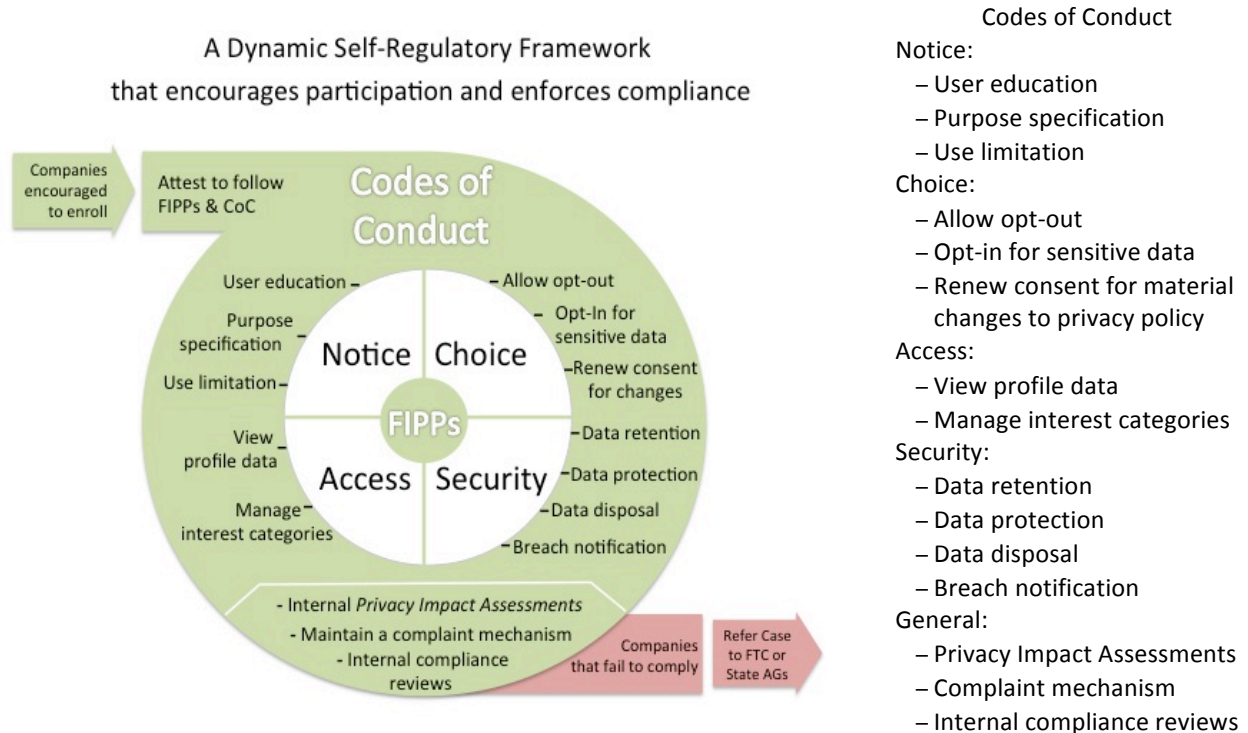 A Dynamic Self-Regulatory Framework
that encourages participation and enforces compliance
Companies
encouraged
to enroll
Attest to follow
FIPPs & CoC
Codes of
Conduct
User education –
Purpose
specification –
Use limitation –
Notice
– Allow opt-out
– Opt-In for
sensitive data
– Renew consent
for changes
Choice
FIPPs
View –
profile data
Manage –
interest categories
Access
Security
– Data retention
– Data protection
– Data disposal
– Breach notification
- Internal Privacy Impact Assessments
- Maintain a complaint mechanism
- Internal compliance
reviews
Companies
that fail to comply
Refer Case
to FTC or
State AGs
Codes of Conduct
Notice:
– User education
– Purpose specification
– Use limitation
Choice:
– Allow opt-out
– Opt-in for sensitive data
– Renew consent for material
changes to privacy policy
Access:
– View profile data
– Manage interest categories
Security:
– Data retention
– Data protection
– Data disposal
– Breach notification
General:
– Privacy Impact Assessments
– Complaint mechanism
– Internal compliance reviews